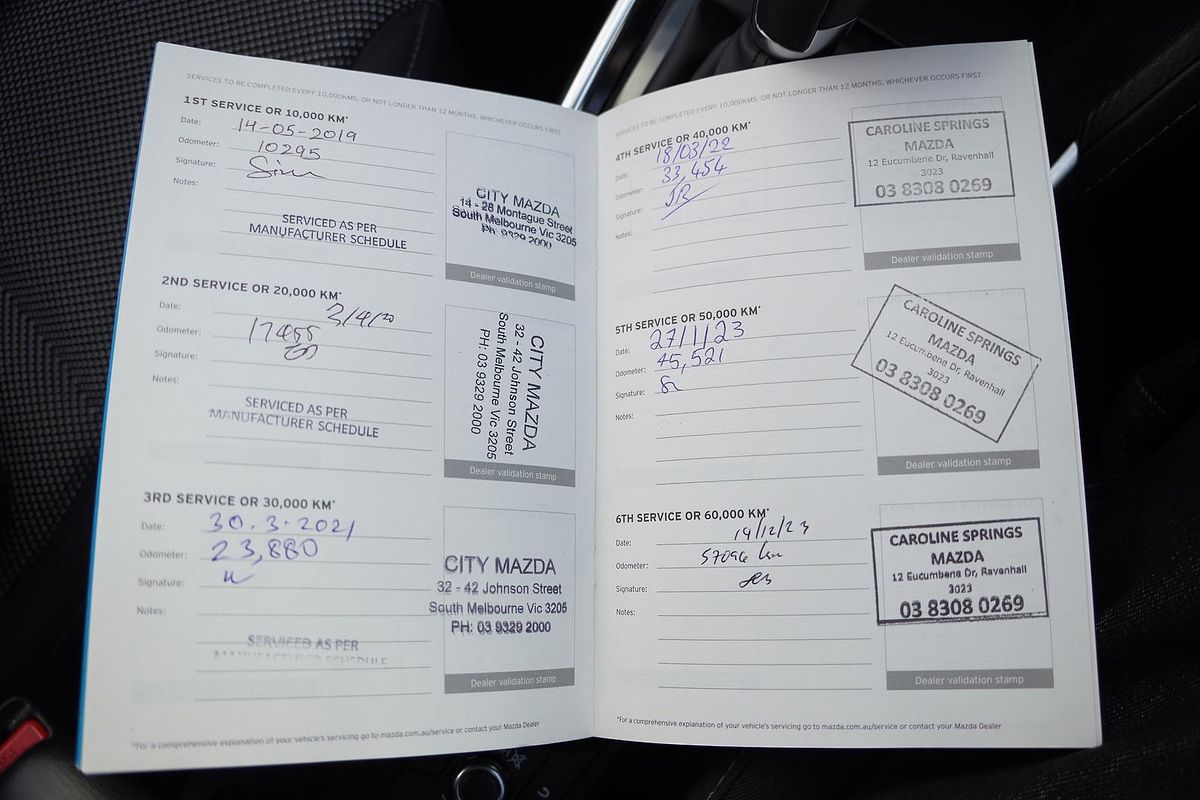 SERVICES TO BE COMPLETED EVERY 10,000KMS, OR NOT LONGER THAN 12 MONTHS, WHICHEVER OCCURS FIRST
1ST SERVICE OR 10,000 KM*
Date: 14-05-2019
Odometer: 10295
Signature:
Notes:
SERVICED AS PER
MANUFACTURER SCHEDULE
CITY MAZDA
14 - 28 Montague Street
South Melbourne Vic 3205
Ph: 9329 2000
Dealer validation stamp
2ND SERVICE OR 20,000 KM*
Date: 3/4/20
Odometer:
Signature:
Notes:
SERVICED AS PER
MANUFACTURER SCHEDULE
CITY MAZDA
32 - 42 Johnson Street
South Melbourne Vic 3205
PH: 03 9329 2000
Dealer validation stamp
3RD SERVICE OR 30,000 KM*
Date: 30.3.2021
Odometer: 23,880
Signature:
Notes:
SERVICED AS PER
MANUFACTURER SCHEDULE
CITY MAZDA
32 - 42 Johnson Street
South Melbourne Vic 3205
PH: 03 9329 2000
Dealer validation stamp
*For a comprehensive explanation of your vehicle's servicing go to mazda.com.au/service or contact your Mazda Dealer
SERVICES TO BE COMPLETED EVERY 10,000KMS, OR NOT LONGER THAN 12 MONTHS, WHICHEVER OCCURS FIRST
4TH SERVICE OR 40,000 KM*
Date: 18/03/22
Odometer: 33,454
Signature: JR
Notes:
CAROLINE SPRINGS
MAZDA
12 Eucumbene Dr, Ravenhall
3023
03 8308 0269
Dealer validation stamp
5TH SERVICE OR 50,000 KM*
Date: 27/1/23
Odometer: 45,521
Signature:
Notes:
CAROLINE SPRINGS
MAZDA
12 Eucumbene Dr, Ravenhall
3023
03 8308 0269
Dealer validation stamp
6TH SERVICE OR 60,000 KM*
Date: 19/12/23
Odometer: 57096 km
Signature:
Notes:
CAROLINE SPRINGS
MAZDA
12 Eucumbene Dr, Ravenhall
3023
03 8308 0269
Dealer validation stamp
*For a comprehensive explanation of your vehicle's servicing go to mazda.com.au/service or contact your Mazda Dealer